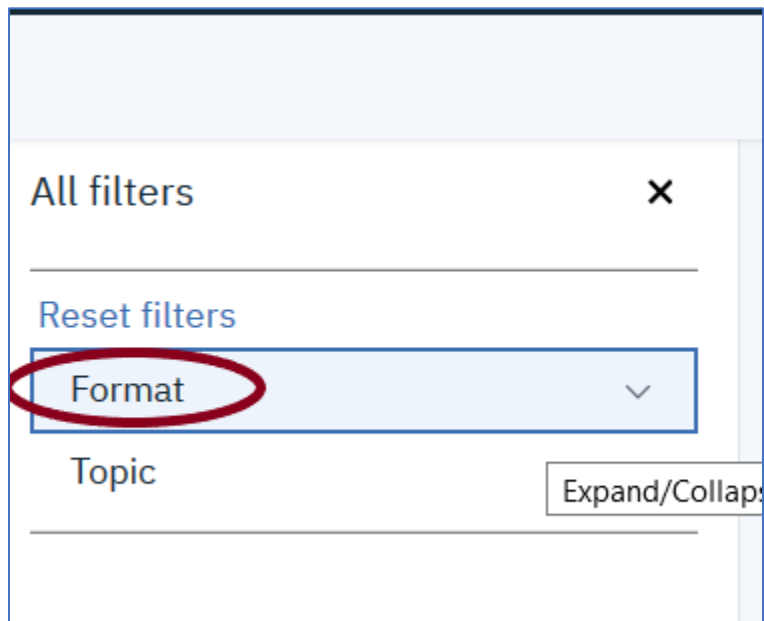 All filters
Reset filters
Format
Topic
Expand/Collaps